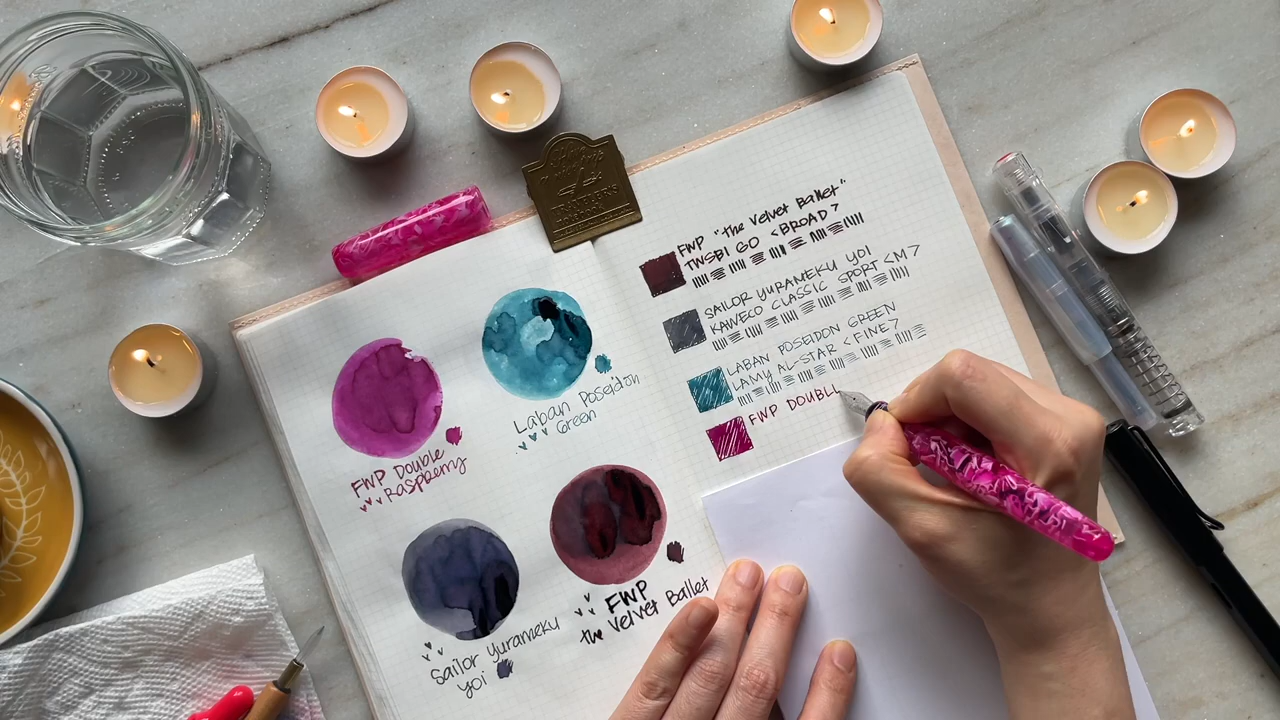 FWP Double
Raspberry
Laban Poseidon
Green
Sailor Yurameku
Yoi
FWP
the Velvet Ballet
TRAVELER'S
FWP "the Velvet Ballet"
TWSBI GO <BROAD>
SAILOR YURAMEKU YOI
KAWECO CLASSIC SPORT <M>
LABAN POSEIDON GREEN
LAMY AL-STAR <FINE>
FWP DOUBL